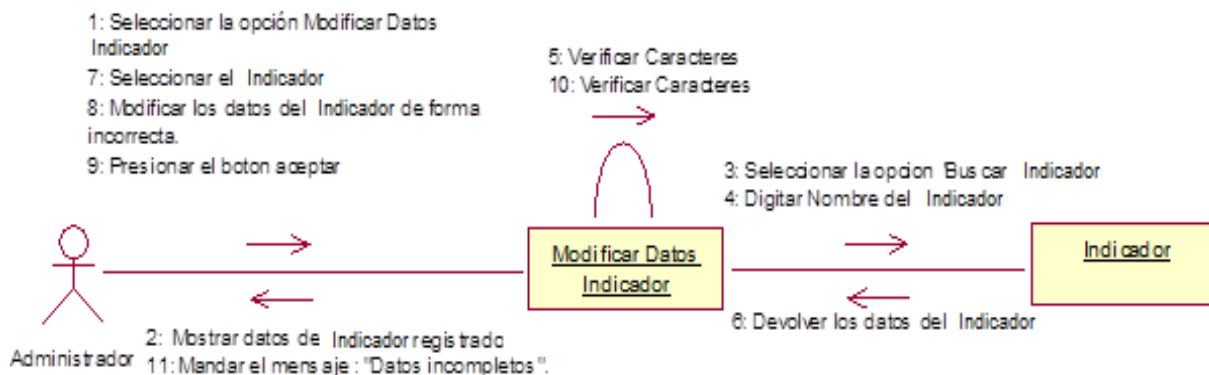 1: Seleccionar la opción Modificar Datos
Indicador
7: Seleccionar el Indicador
8: Modificar los datos del Indicador de forma
incorrecta.
9: Presionar el boton aceptar
5: Verificar Caracteres
10: Verificar Caracteres
3: Seleccionar la opcion 'Buscar Indicador
4: Digitar Nombre del Indicador
Modificar Datos
Indicador
Indicador
6: Devolver los datos del Indicador
2: Mostrar datos de Indicador registrado
Administrador
11: Mandar el mensaje : "Datos incompletos".